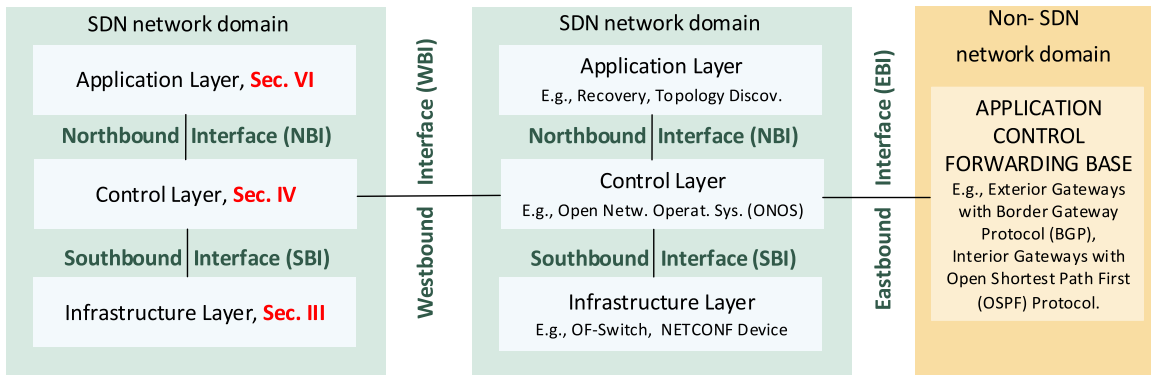 SDN network domain
Application Layer, Sec. VI
Northbound Interface (NBI)
Control Layer, Sec. IV
Southbound Interface (SBI)
Infrastructure Layer, Sec. III
Westbound Interface (WBI)
SDN network domain
Application Layer
E.g., Recovery, Topology Discov.
Northbound Interface (NBI)
Control Layer
E.g., Open Netw. Operat. Sys. (ONOS)
Southbound Interface (SBI)
Infrastructure Layer
E.g., OF-Switch, NETCONF Device
Eastbound Interface (EBI)
Non- SDN
network domain
APPLICATION
CONTROL
FORWARDING BASE
E.g., Exterior Gateways
with Border Gateway
Protocol (BGP),
Interior Gateways with
Open Shortest Path First
(OSPF) Protocol.